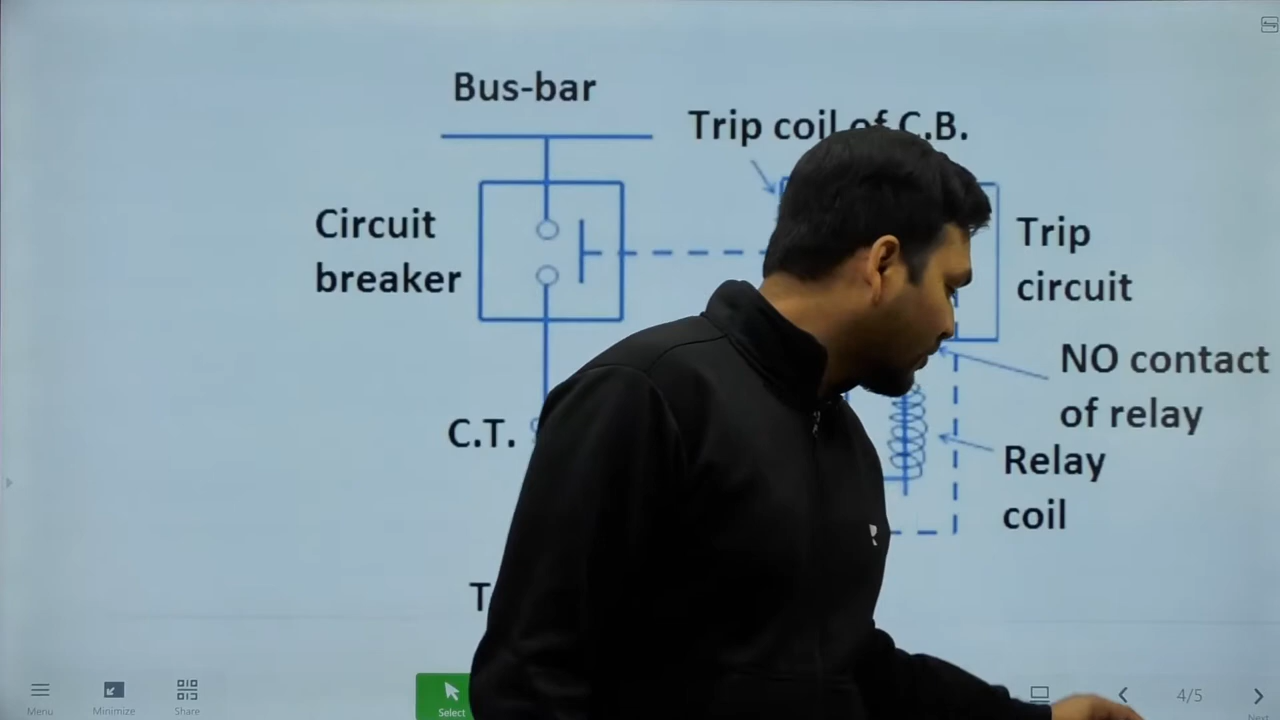 Bus-bar
Trip coil of C.B.
Circuit
breaker
Trip
circuit
NO contact
of relay
C.T.
Relay
coil
T
Menu
Minimize
Share
Select
4/5
Next